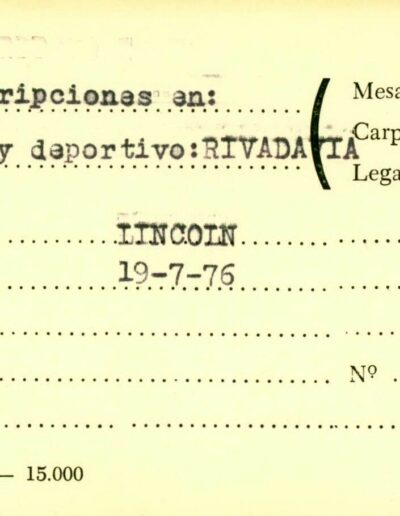 ripciones en:
Mesa
y deportivo:RIVADAVIA
Carp
Lega
LINCOLN
19-7-76
Nº
— 15.000